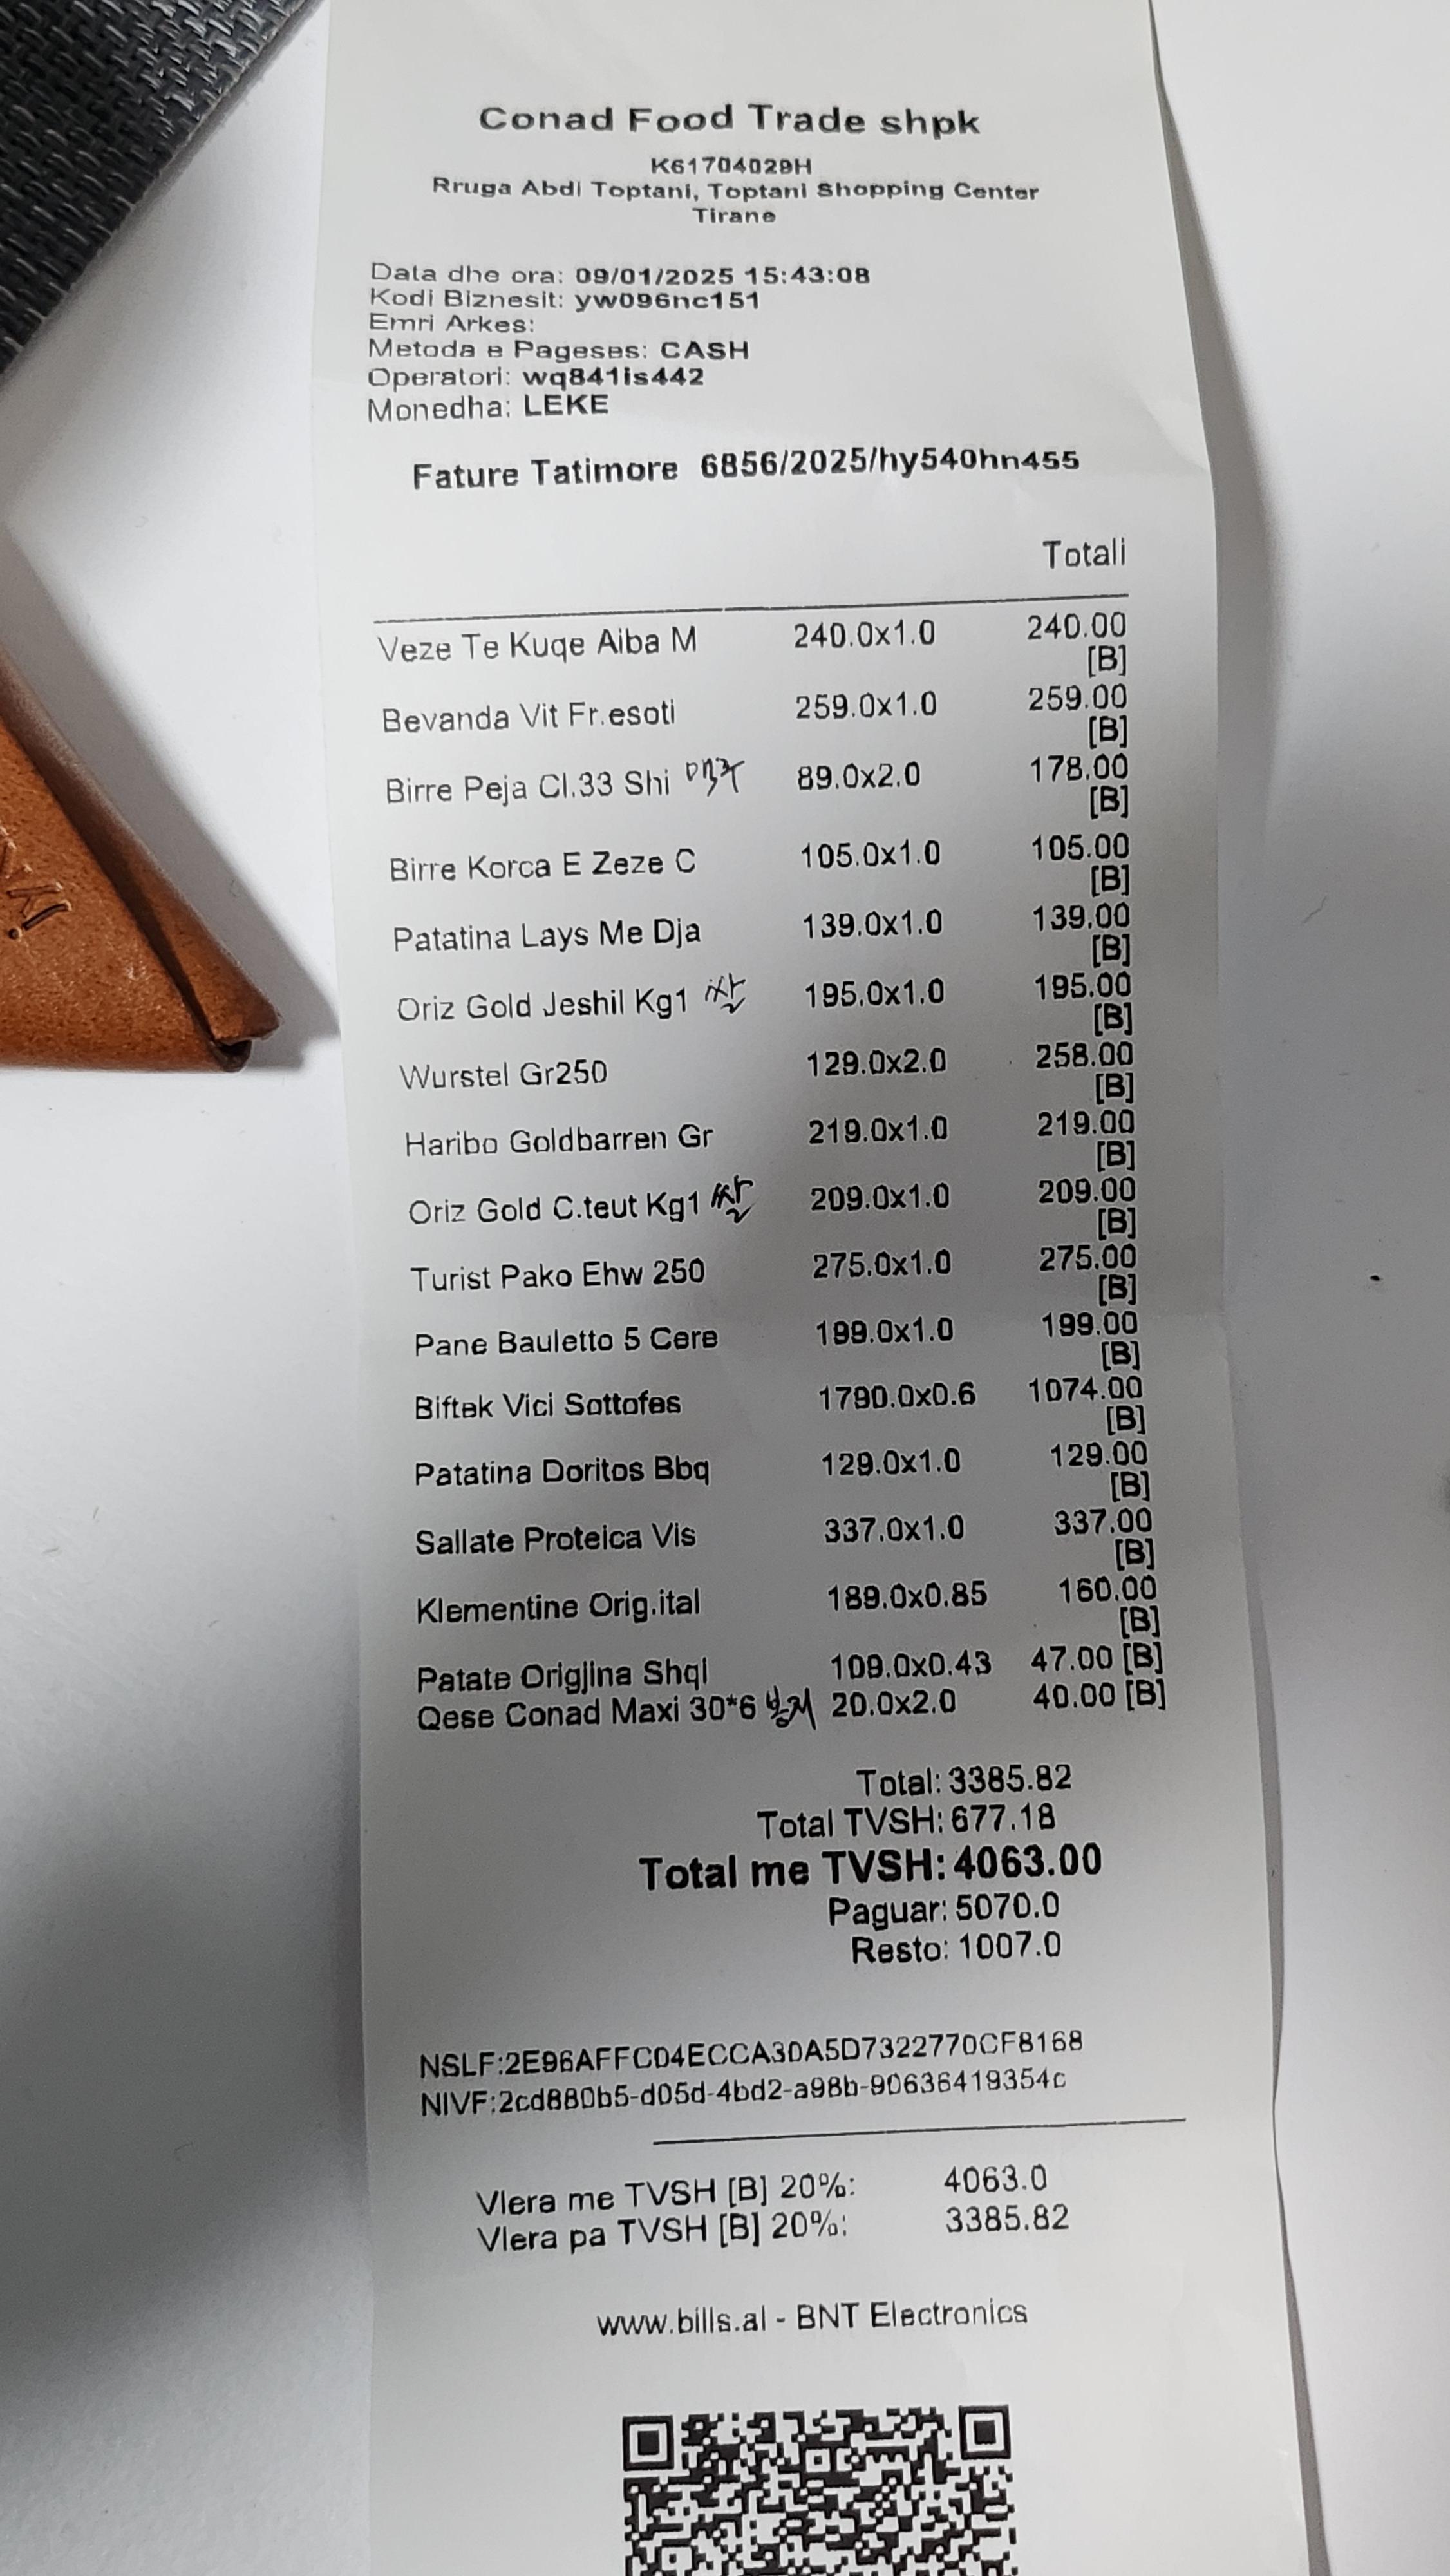 Conad Food Trade shpk
K61704029H
Rruga Abdi Toptani, Toptani Shopping Center
Tirane
Data dhe ora: 09/01/2025 15:43:08
Kodi Biznesit: yw096nc151
Emri Arkes:
Metoda e Pageses: CASH
Operatori: wq841is442
Monedha: LEKE
Fature Tatimore 6856/2025/hy540hn455
Totali
Veze Te Kuqe Aiba M 240.0x1.0 240.00
[B]
Bevanda Vit Fr.esoti 259.0x1.0 259.00
[B]
Birre Peja Cl.33 Shi 맥주 89.0x2.0 178.00
[B]
Birre Korca E Zeze C 105.0x1.0 105.00
[B]
Patatina Lays Me Dja 139.0x1.0 139.00
[B]
Oriz Gold Jeshil Kg1 쌀 195.0x1.0 195.00
[B]
Wurstel Gr250 129.0x2.0 258.00
[B]
Haribo Goldbarren Gr 219.0x1.0 219.00
[B]
Oriz Gold C.teut Kg1 쌀 209.0x1.0 209.00
[B]
Turist Pako Ehw 250 275.0x1.0 275.00
[B]
Pane Bauletto 5 Cere 199.0x1.0 199.00
[B]
Biftek Vici Sottofes 1790.0x0.6 1074.00
[B]
Patatina Doritos Bbq 129.0x1.0 129.00
[B]
Sallate Proteica Vis 337.0x1.0 337.00
[B]
Klementine Orig.ital 189.0x0.85 160.00
[B]
Patate Origjina Shqi 109.0x0.43 47.00 [B]
Qese Conad Maxi 30*6 봉지 20.0x2.0 40.00 [B]
Total: 3385.82
Total TVSH: 677.18
Total me TVSH: 4063.00
Paguar: 5070.0
Resto: 1007.0
NSLF:2E96AFFC04ECCA30A5D7322770CF8168
NIVF:2cd880b5-d05d-4bd2-a98b-90636419354c
Vlera me TVSH [B] 20%: 4063.0
Vlera pa TVSH [B] 20%: 3385.82
www.bills.al - BNT Electronics